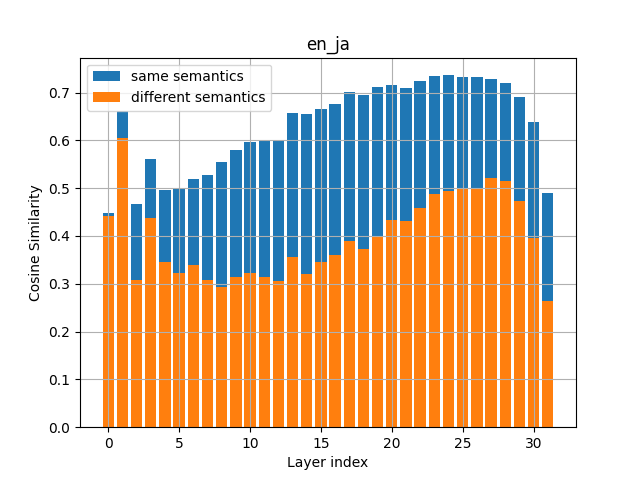 en_ja
same semantics
different semantics
Cosine Similarity
0.7
0.6
0.5
0.4
0.3
0.2
0.1
0.0
0 5 10 15 20 25 30
Layer index